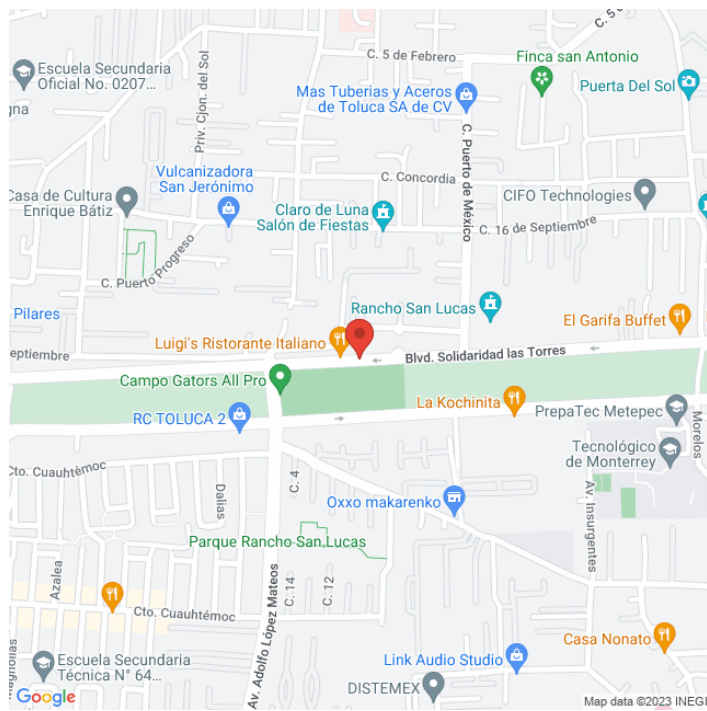 C. 5 de Febrero
C. 5
Finca san Antonio
Escuela Secundaria
Oficial No. 0207...
Puerta Del Sol
Mas Tuberias y Aceros
de Toluca SA de CV
gna
Priv. Cjon. del Sol
C. Puerto de México
Vulcanizadora
San Jerónimo
C. Concordia
CIFO Technologies
Casa de Cultura
Enrique Bátiz
Claro de Luna
Salón de Fiestas
C. 16 de Septiembre
C. Puerto Progreso
Pilares
Rancho San Lucas
El Garifa Buffet
Luigi's Ristorante Italiano
eptiembre
Blvd. Solidaridad las Torres
Campo Gators All Pro
La Kochinita
RC TOLUCA 2
PrepaTec Metepec
Morelos
Tecnológico
de Monterrey
Cto. Cuauhtémoc
C. 4
Dalias
Av. Insurgentes
Oxxo makarenko
Parque Rancho San Lucas
Azalea
C. 14
C. 12
Cto. Cuauhtémoc
Av. Adolfo López Mateos
Casa Nonato
Magnolias
Escuela Secundaria
Técnica N° 64...
Link Audio Studio
DISTEMEX
Google
Map data ©2023 INEGI